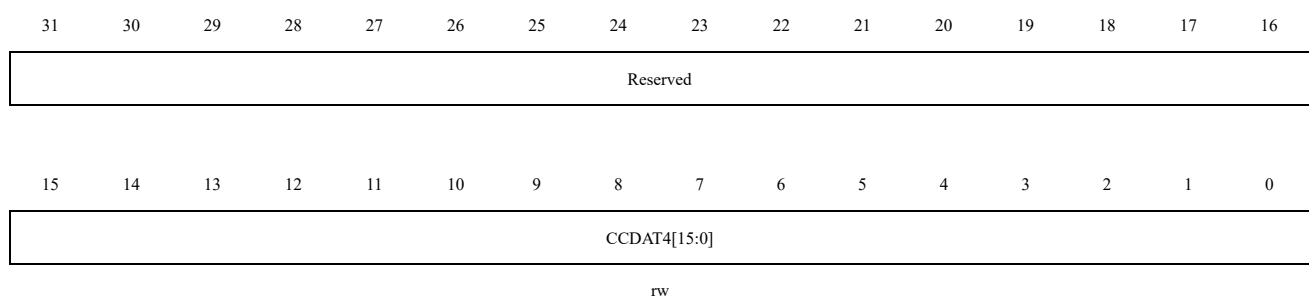 31 30 29 28 27 26 25 24 23 22 21 20 19 18 17 16
Reserved
15 14 13 12 11 10 9 8 7 6 5 4 3 2 1 0
CCDAT4[15:0]
rw